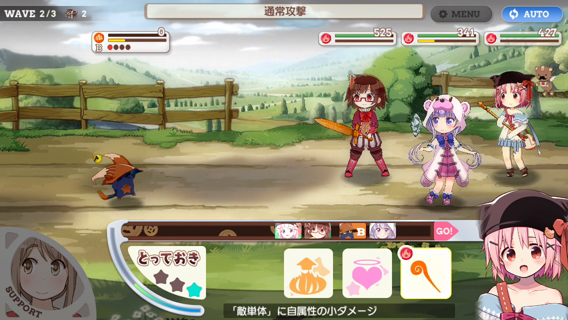 WAVE 2/3 2
通常攻撃
MENU
AUTO
B 0
525
341
427
B
GO!
とっておき
SUPPORT
「敵単体」に自属性の小ダメージ